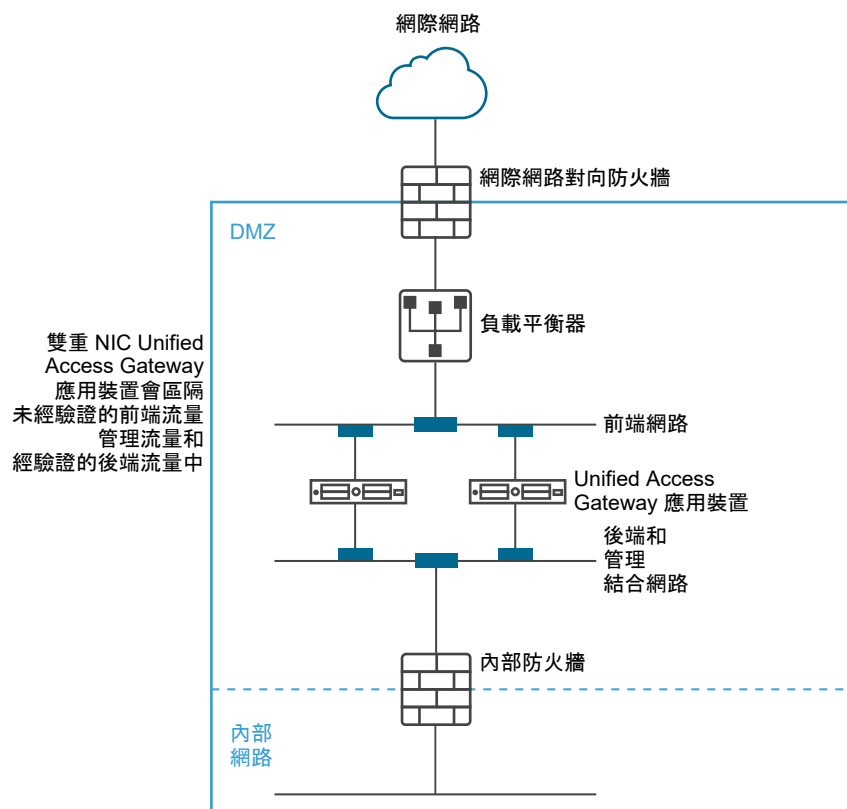 網際網路
網際網路對向防火牆
DMZ
負載平衡器
雙重 NIC Unified
Access Gateway
應用裝置會區隔
未經驗證的前端流量
管理流量和
經驗證的後端流量中
前端網路
Unified Access
Gateway 應用裝置
後端和
管理
結合網路
內部防火牆
內部
網路